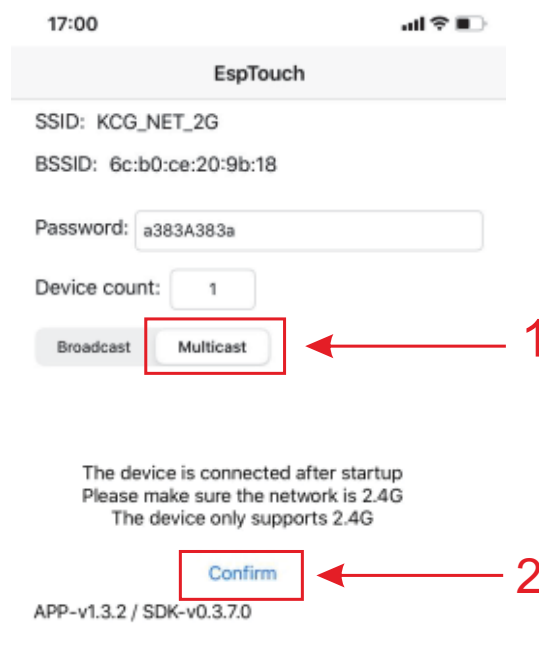 17:00
EspTouch
SSID: KCG_NET_2G
BSSID: 6c:b0:ce:20:9b:18
Password: a383A383a
Device count: 1
Broadcast Multicast 1
The device is connected after startup
Please make sure the network is 2.4G
The device only supports 2.4G
Confirm 2
APP-v1.3.2 / SDK-v0.3.7.0